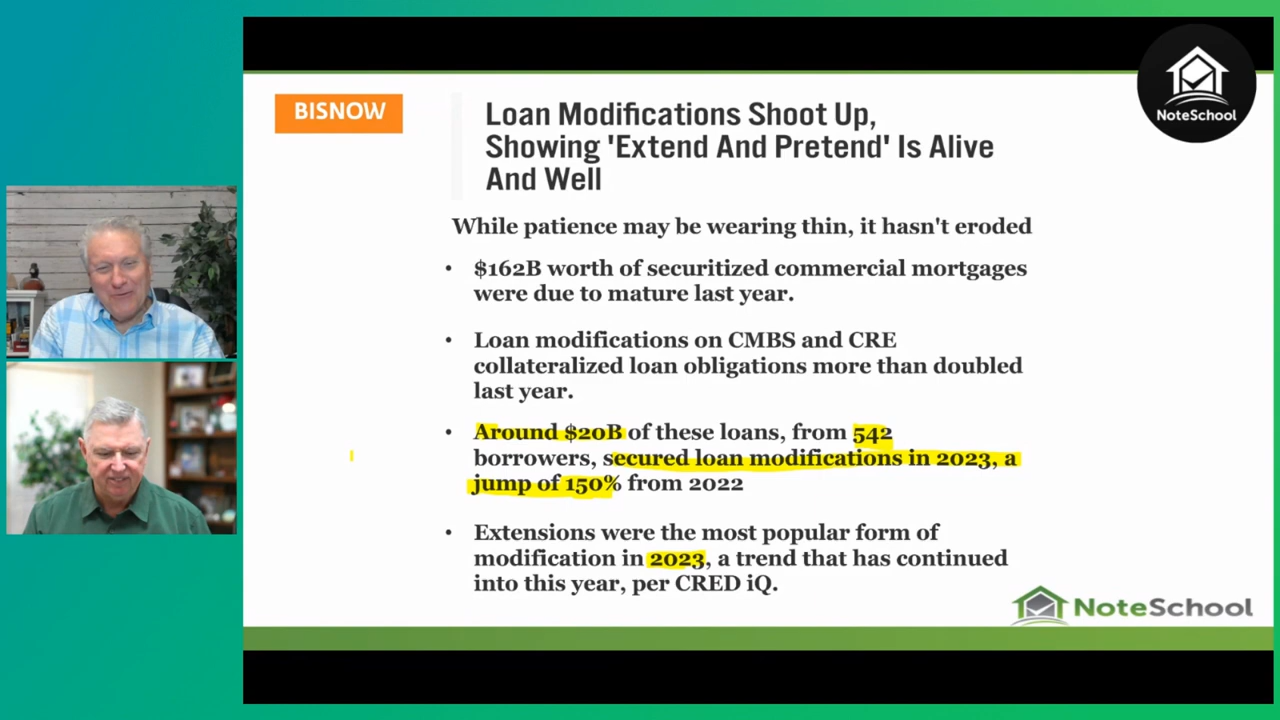 BISNOW
Loan Modifications Shoot Up,
Showing 'Extend And Pretend' Is Alive
And Well
NoteSchool
While patience may be wearing thin, it hasn't eroded
• $162B worth of securitized commercial mortgages
were due to mature last year.
• Loan modifications on CMBS and CRE
collateralized loan obligations more than doubled
last year.
• Around $20B of these loans, from 542
borrowers, secured loan modifications in 2023, a
jump of 150% from 2022
• Extensions were the most popular form of
modification in 2023, a trend that has continued
into this year, per CRED iQ.
NoteSchool